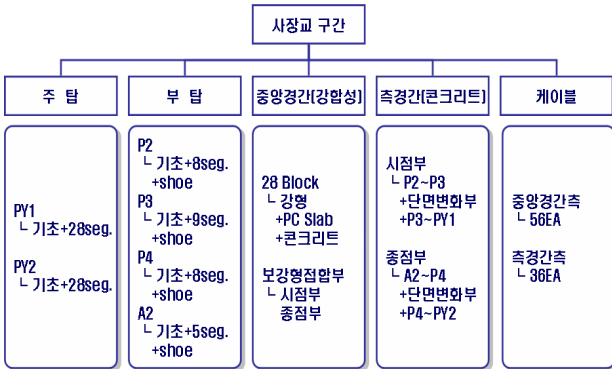 사장교 구간
주 탑
부 탑
중앙경간(강합성)
측경간(콘크리트)
케이블
PY1
└ 기초+28seg.
PY2
└ 기초+28seg.
P2
└ 기초+8seg.
+shoe
P3
└ 기초+9seg.
+shoe
P4
└ 기초+8seg.
+shoe
A2
└ 기초+5seg.
+shoe
28 Block
└ 강형
+PC Slab
+콘크리트
보강형접합부
└ 시점부
종점부
시점부
└ P2~P3
+단면변화부
+P3~PY1
종점부
└ A2~P4
+단면변화부
+P4~PY2
중앙경간측
└ 56EA
측경간측
└ 36EA